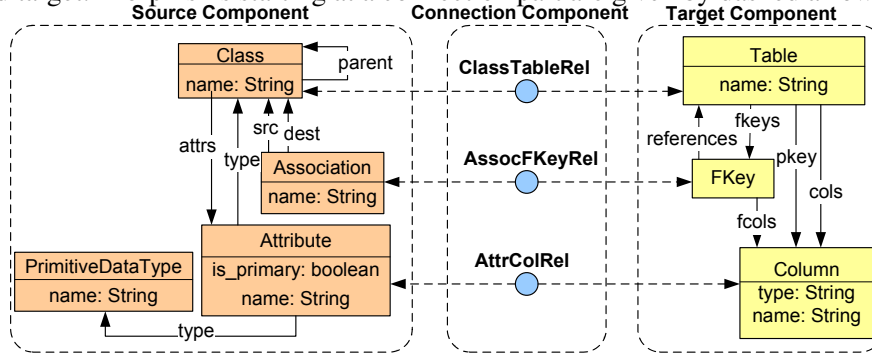 Source Component Connection Component Target Component
Class
name: String
parent
ClassTableRel
Table
name: String
attrs
type
src
dest
references
fkeys
pkey
cols
Association
name: String
AssocFKeyRel
FKey
fcols
PrimitiveDataType
name: String
Attribute
is_primary: boolean
name: String
type
AttrColRel
Column
type: String
name: String